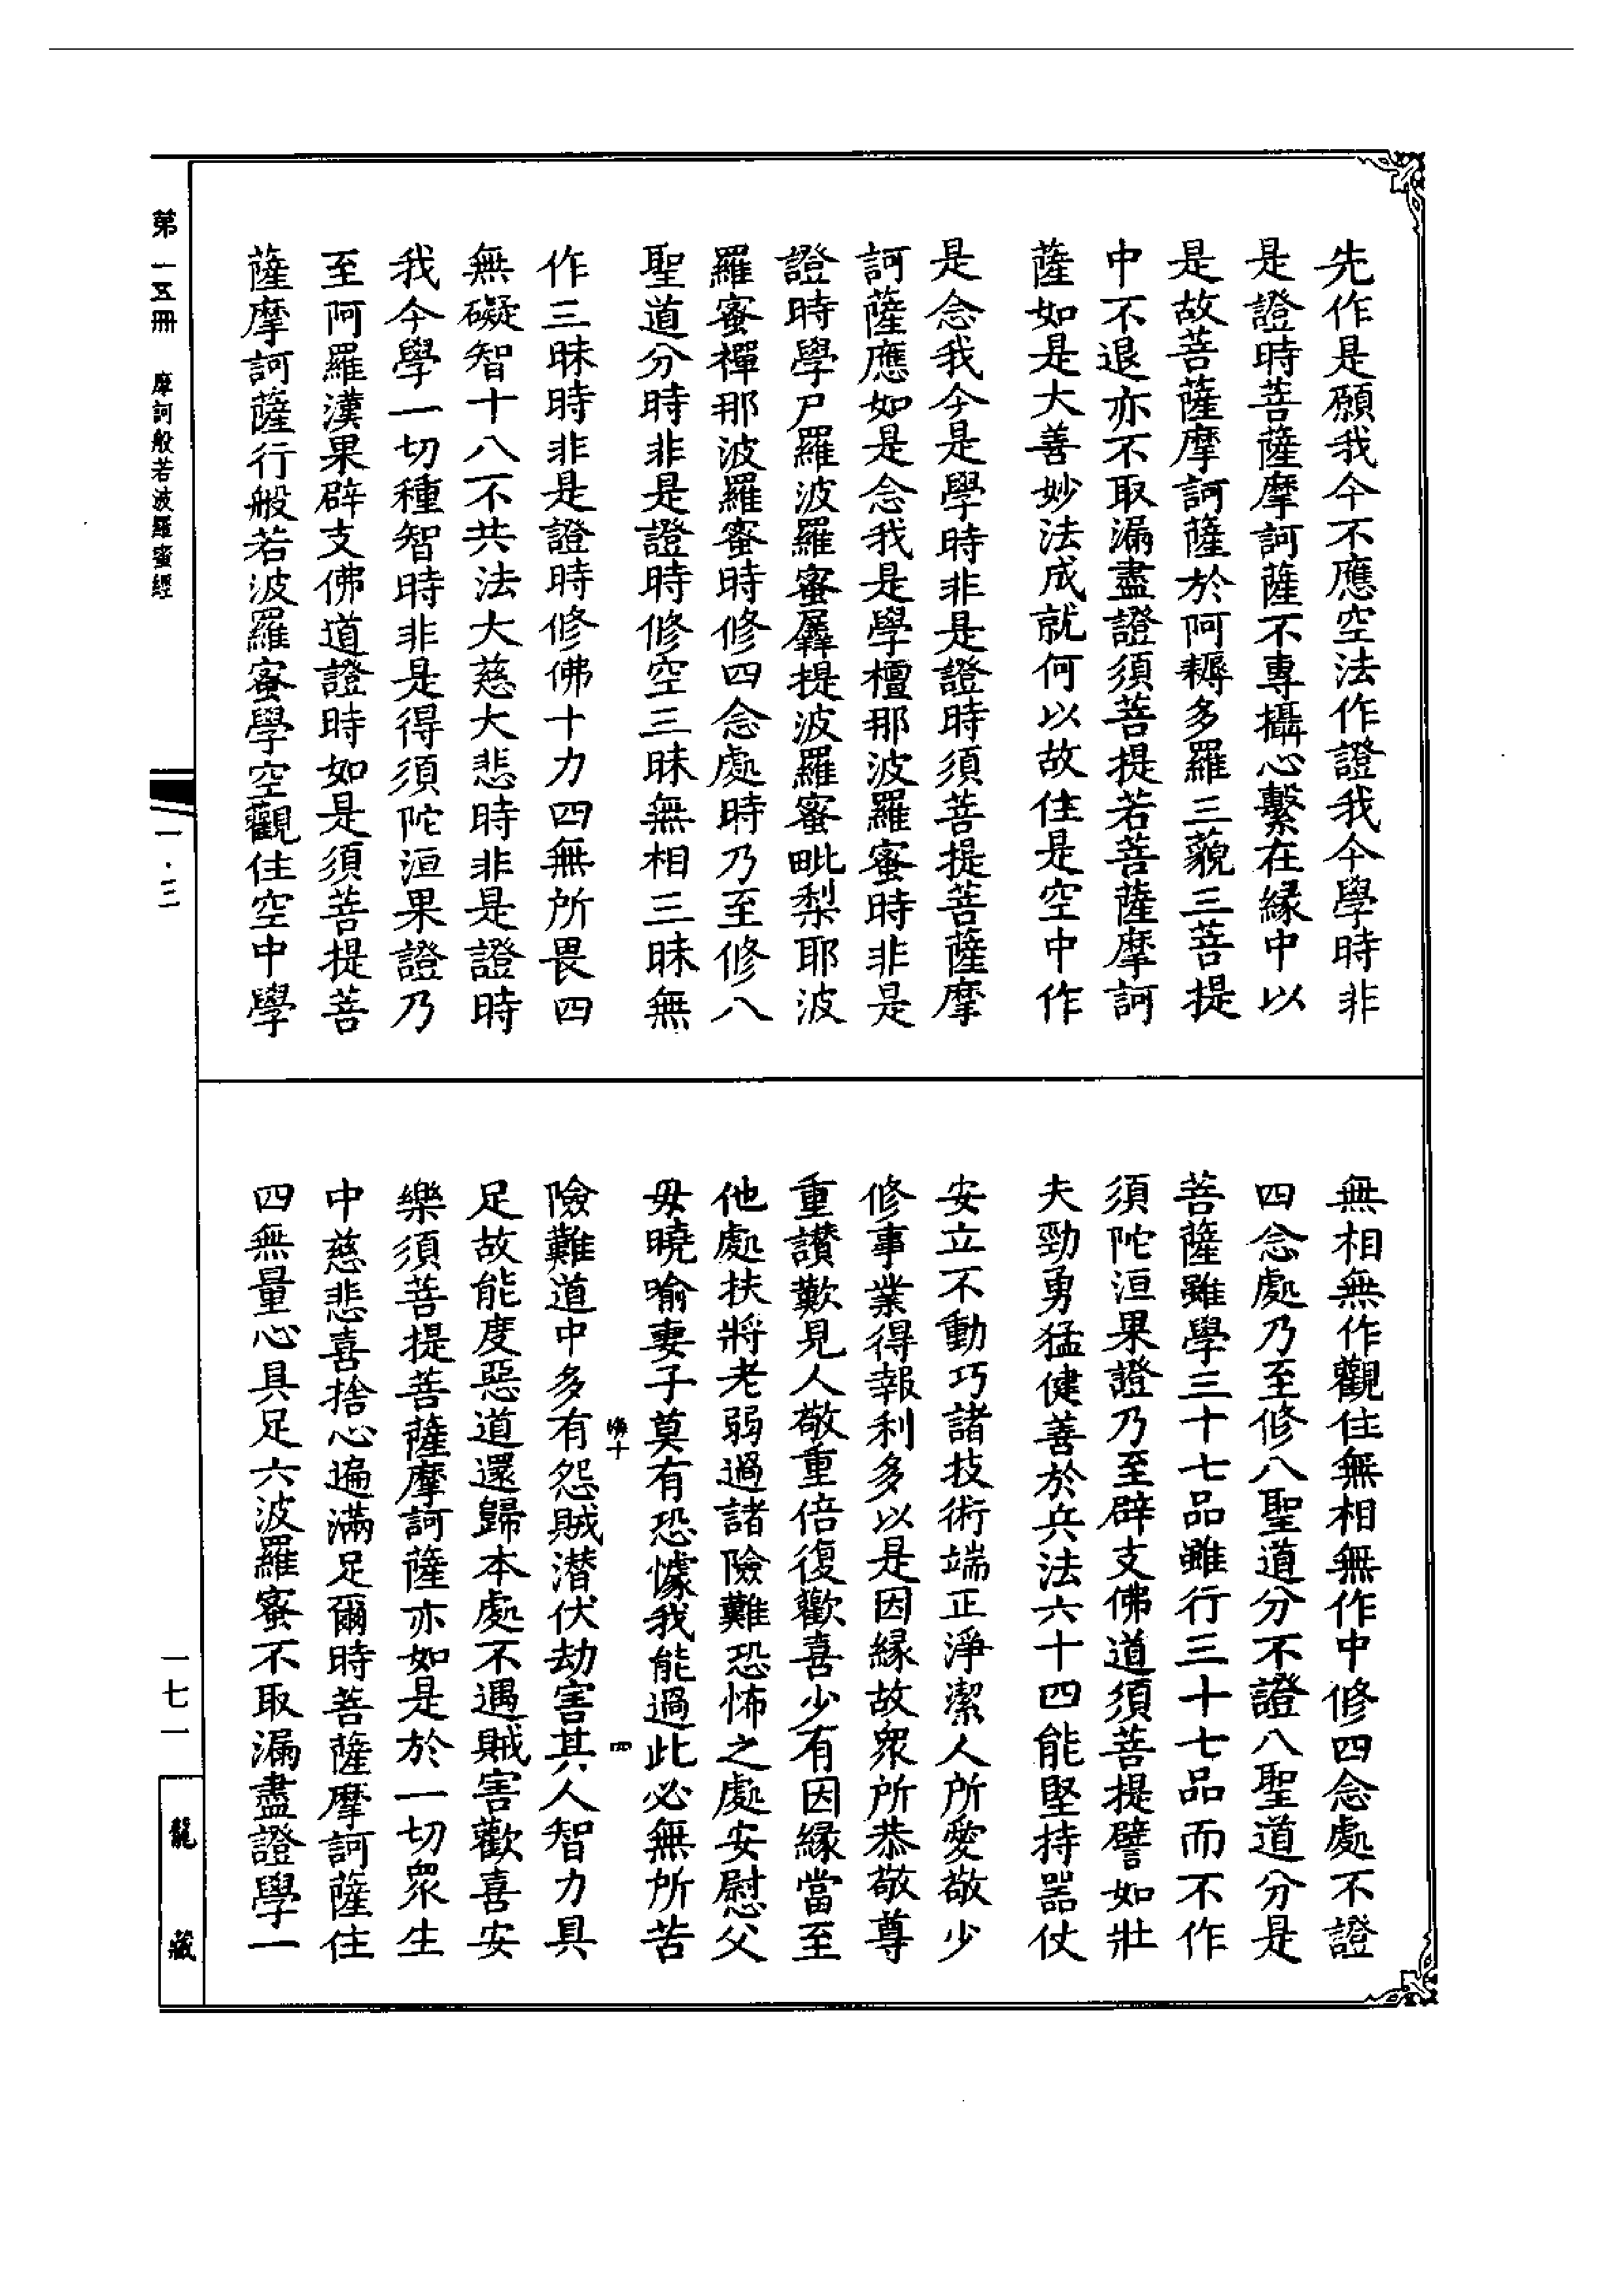 先作是願我今不應空法作證我今學時非
是證時菩薩摩訶薩不專攝心繫在緣中以
是故菩薩摩訶薩於阿耨多羅三藐三菩提
中不退亦不取漏盡證須菩提若菩薩摩訶
薩如是大善妙法成就何以故住是空中作
是念我今是學時非是證時須菩提菩薩摩
訶薩應如是念我是學檀那波羅蜜時非是
證時學尸羅波羅蜜羼提波羅蜜毗梨耶波
羅蜜禪那波羅蜜時修四念處時乃至修八
聖道分時非是證時修空三昧無相三昧無
作三昧時非是證時修佛十力四無所畏四
無礙智十八不共法大慈大悲時非是證時
我今學一切種智時非是得須陀洹果證乃
至阿羅漢果辟支佛道證時如是須菩提菩
薩摩訶薩行般若波羅蜜學空觀住空中學
無相無作觀住無相無作中修四念處不證
四念處乃至修八聖道分不證八聖道分是
菩薩雖學三十七品雖行三十七品而不作
須陀洹果證乃至辟支佛道須菩提譬如壯
夫勁勇猛健善於兵法六十四能堅持器仗
安立不動巧諸技術端正淨潔人所愛敬少
修事業得報利多以是因緣故眾所恭敬尊
重讚歎見人敬重倍復歡喜少有因緣當至
他處扶將老弱過諸險難恐怖之處安慰父
母曉喻妻子莫有恐懅我能過此必無所苦
險難道中多有怨賊潛伏劫害其人智力具
足故能度惡道還歸本處不遇賊害歡喜安
樂須菩提菩薩摩訶薩亦如是於一切眾生
中慈悲喜捨心遍滿足爾時菩薩摩訶薩住
四無量心具足六波羅蜜不取漏盡證學一
四
第一五冊 摩訶般若波羅蜜經
一·三
一七一
龍藏